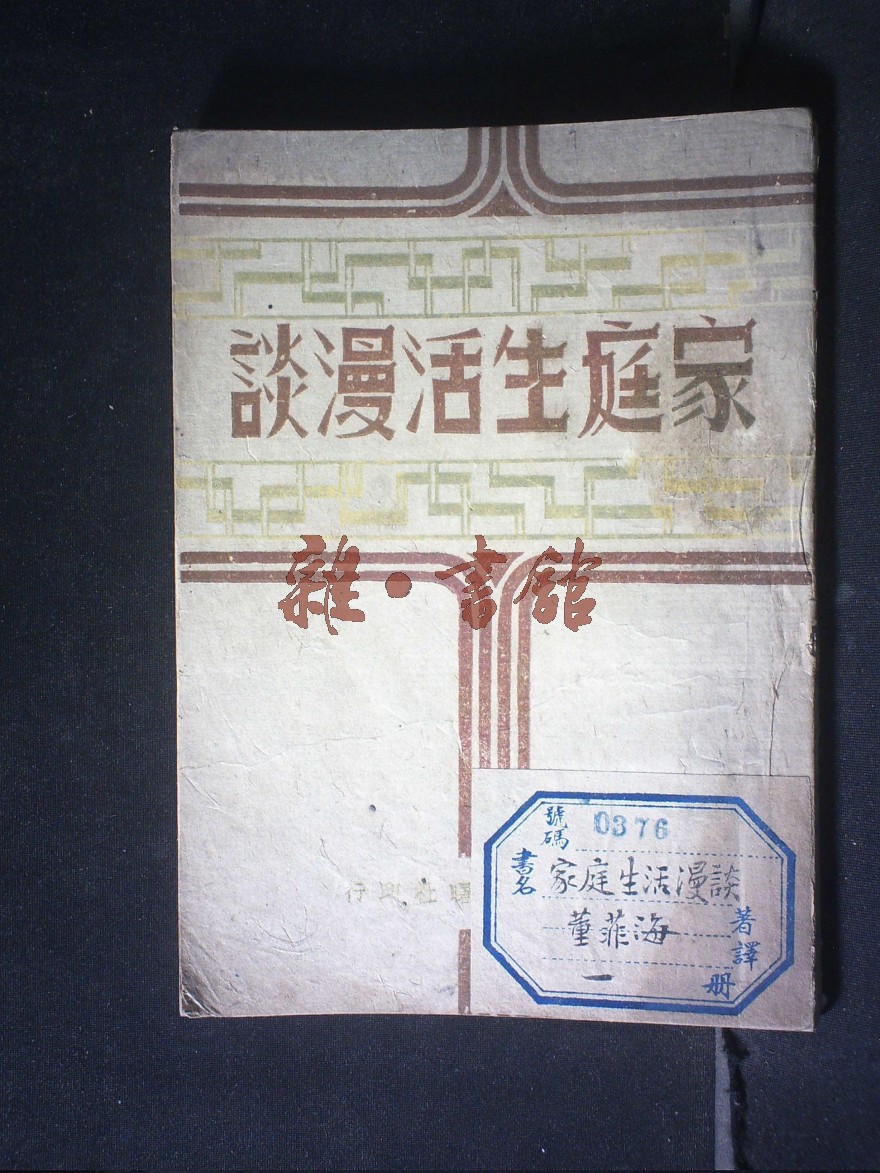 家庭生活漫談
雜·書館
號碼 0376
書名 家庭生活漫談
董菲海 著譯
一 册